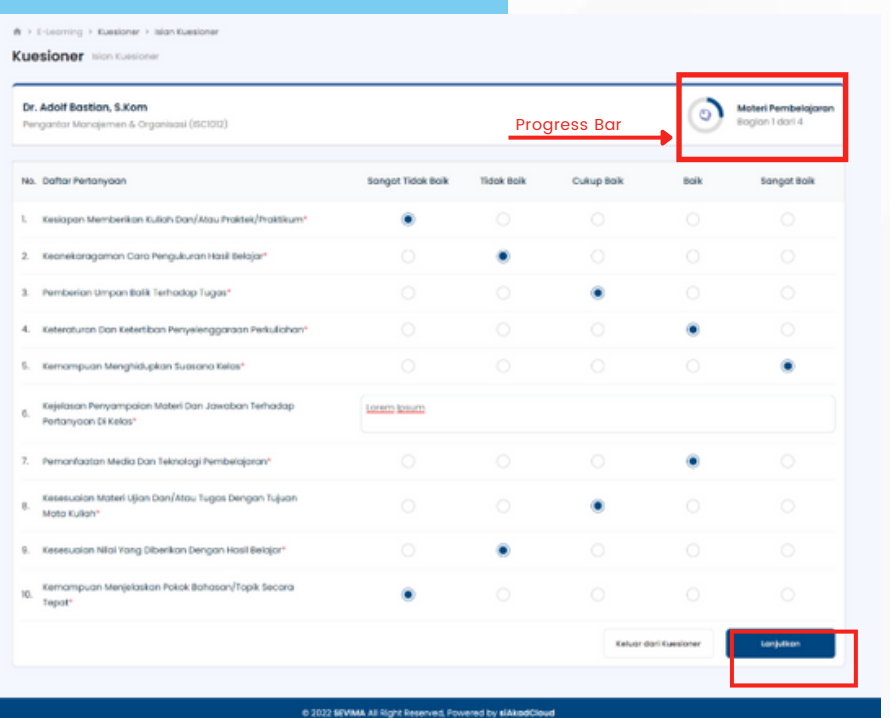 E-Learning > Kuesioner > Isian Kuesioner
Kuesioner Isian Kuesioner
Dr. Adolf Bastian, S.Kom
Pengantar Manajemen & Organisasi (ISC1012)
Progress Bar
Materi Pembelajaran
Bagian 1 dari 4
No. Daftar Pertanyaan Sangat Tidak Baik Tidak Baik Cukup Baik Baik Sangat Baik
1. Kesiapan Memberikan Kuliah Dan/Atau Praktek/Praktikum*
2. Keanekaragaman Cara Pengukuran Hasil Belajar*
3. Pemberian Umpan Balik Terhadap Tugas*
4. Keteraturan Dan Ketertiban Penyelenggaraan Perkuliahan*
5. Kemampuan Menghidupkan Suasana Kelas*
6. Kejelasan Penyampaian Materi Dan Jawaban Terhadap
Pertanyaan Di Kelas*
Lorem Ipsum
7. Pemanfaatan Media Dan Teknologi Pembelajaran*
8. Kesesuaian Materi Ujian Dan/Atau Tugas Dengan Tujuan
Mata Kuliah*
9. Kesesuaian Nilai Yang Diberikan Dengan Hasil Belajar*
10. Kemampuan Menjelaskan Pokok Bahasan/Topik Secara
Tepat*
Keluar dari Kuesioner
Lanjutkan
© 2022 SEVIMA All Right Reserved, Powered by siAkadCloud